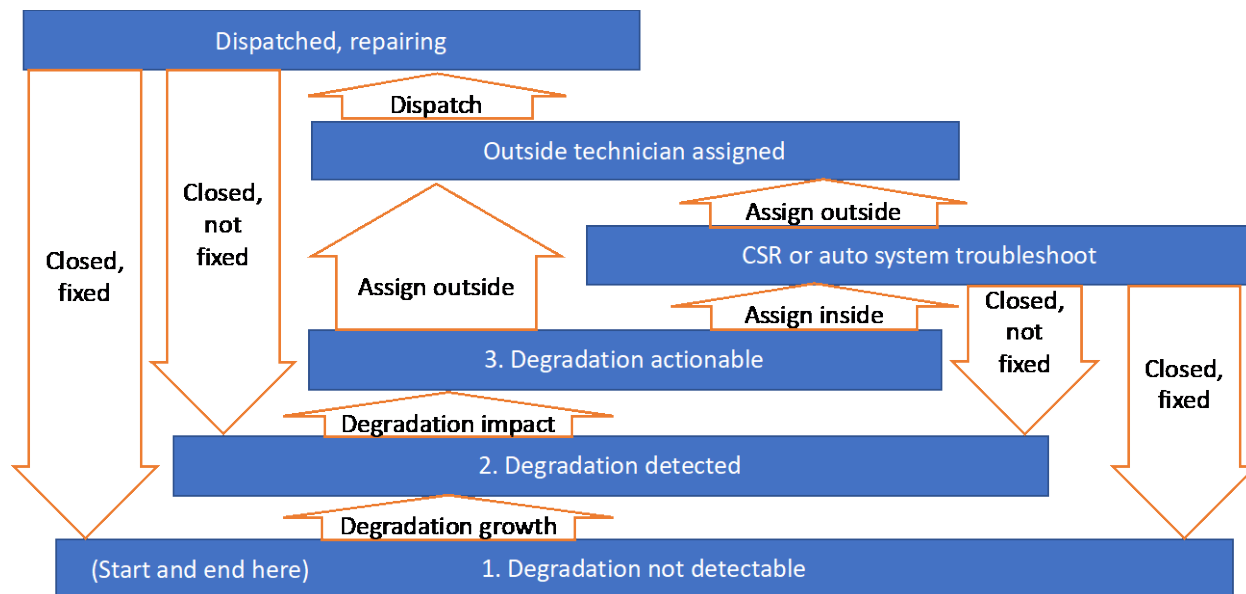 Dispatched, repairing
Dispatch
Outside technician assigned
Closed,
not
fixed
Assign outside
CSR or auto system troubleshoot
Closed,
fixed
Assign outside
Assign inside
Closed,
not
fixed
3. Degradation actionable
Closed,
fixed
Degradation impact
2. Degradation detected
Degradation growth
(Start and end here)
1. Degradation not detectable